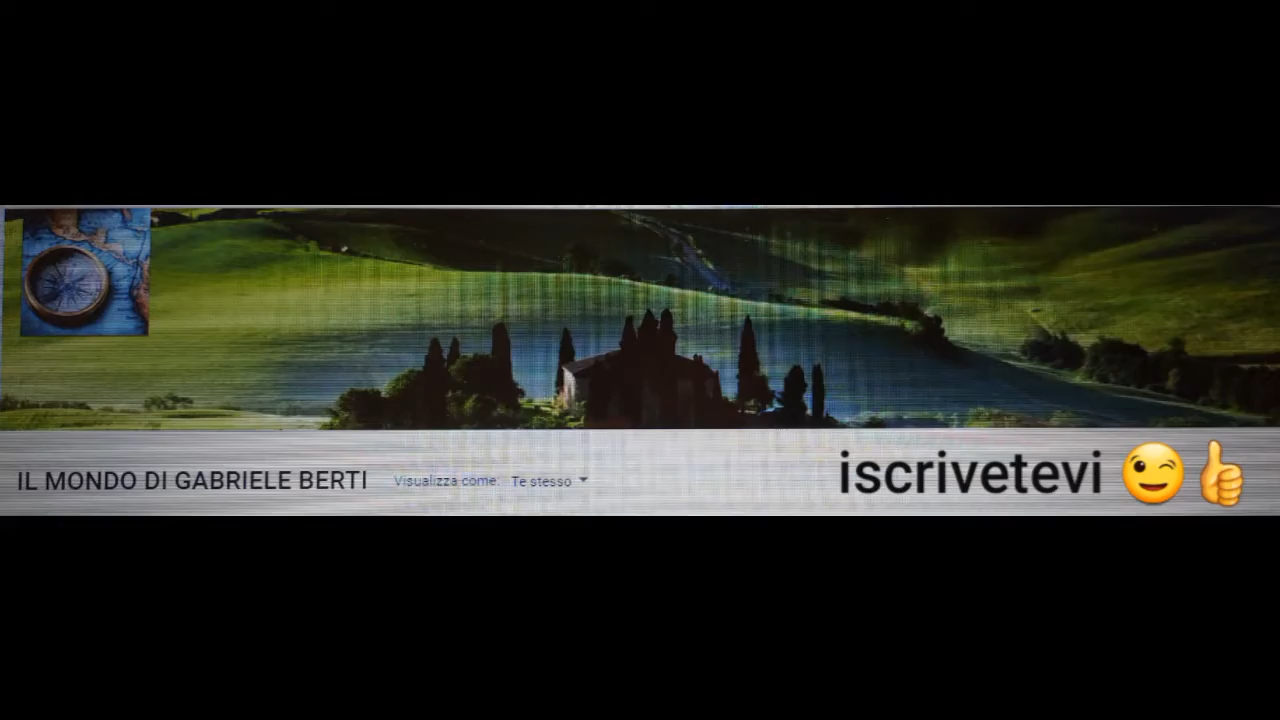 IL MONDO DI GABRIELE BERTI Visualizza come: Te stesso iscrivetevi 😉👍